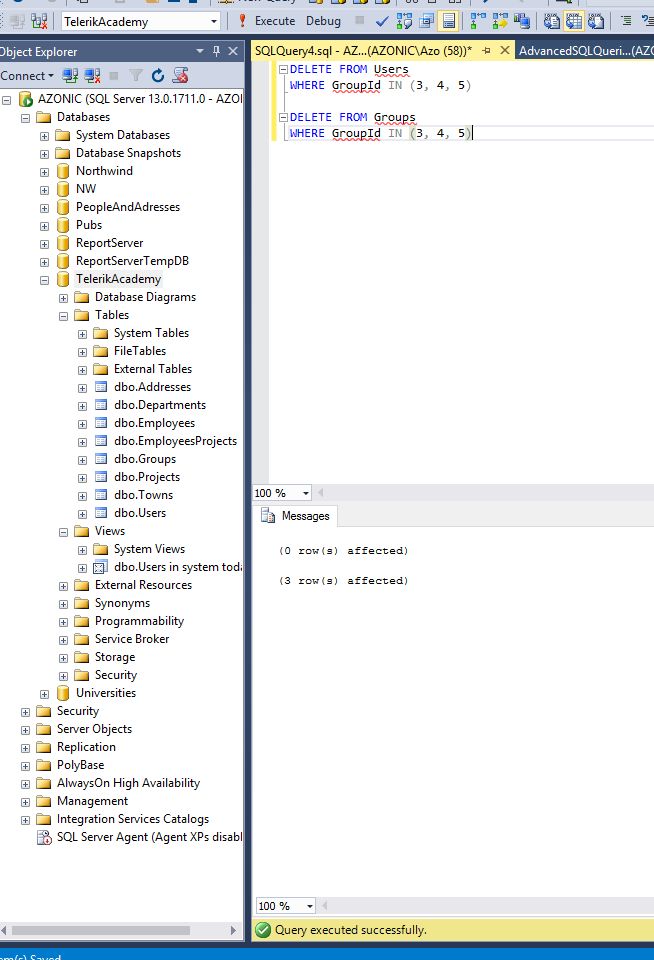 TelerikAcademy
Execute
Debug
Object Explorer
Connect
AZONIC (SQL Server 13.0.1711.0 - AZONI
Databases
System Databases
Database Snapshots
Northwind
NW
PeopleAndAdresses
Pubs
ReportServer
ReportServerTempDB
TelerikAcademy
Database Diagrams
Tables
System Tables
FileTables
External Tables
dbo.Addresses
dbo.Departments
dbo.Employees
dbo.EmployeesProjects
dbo.Groups
dbo.Projects
dbo.Towns
dbo.Users
Views
System Views
dbo.Users in system toda
External Resources
Synonyms
Programmability
Service Broker
Storage
Security
Universities
Security
Server Objects
Replication
PolyBase
AlwaysOn High Availability
Management
Integration Services Catalogs
SQL Server Agent (Agent XPs disabl
SQLQuery4.sql - AZ...(AZONIC\Azo (58))*
AdvancedSQLQueri...(AZO
DELETE FROM Users
WHERE GroupId IN (3, 4, 5)
DELETE FROM Groups
WHERE GroupId IN (3, 4, 5)
100 %
Messages
(0 row(s) affected)
(3 row(s) affected)
100 %
Query executed successfully.